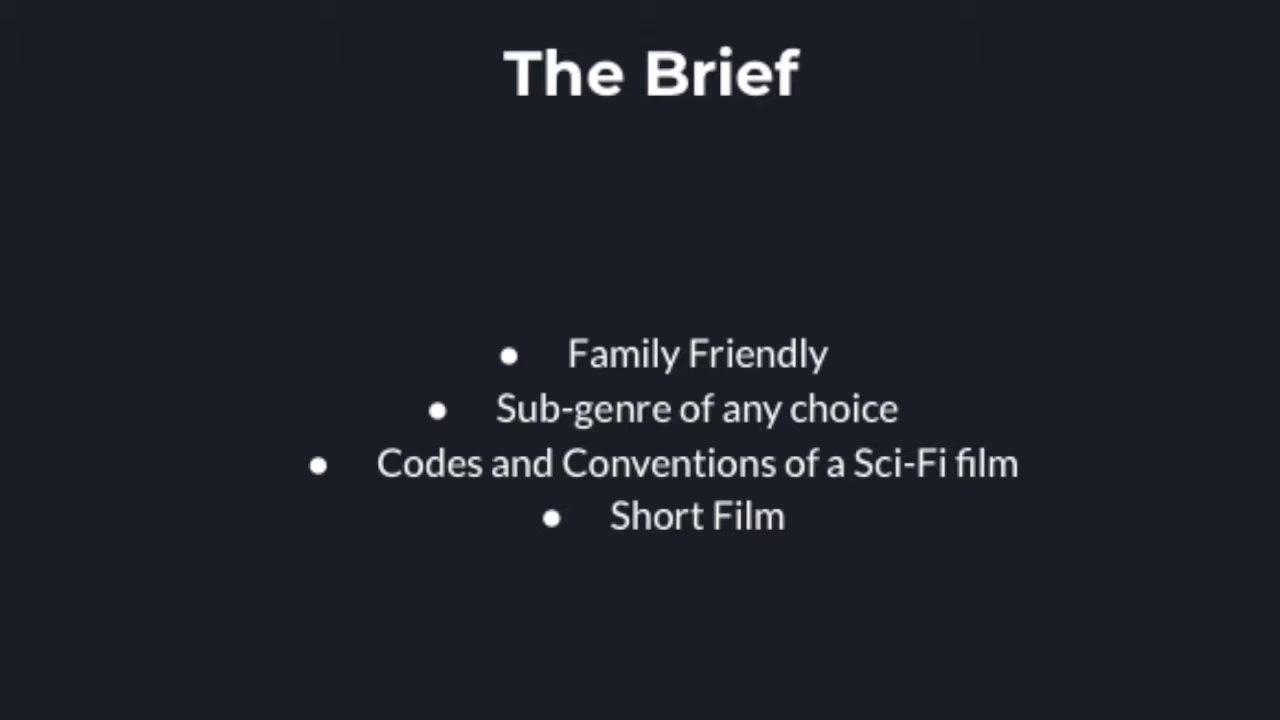 The Brief
● Family Friendly
● Sub-genre of any choice
● Codes and Conventions of a Sci-Fi film
● Short Film